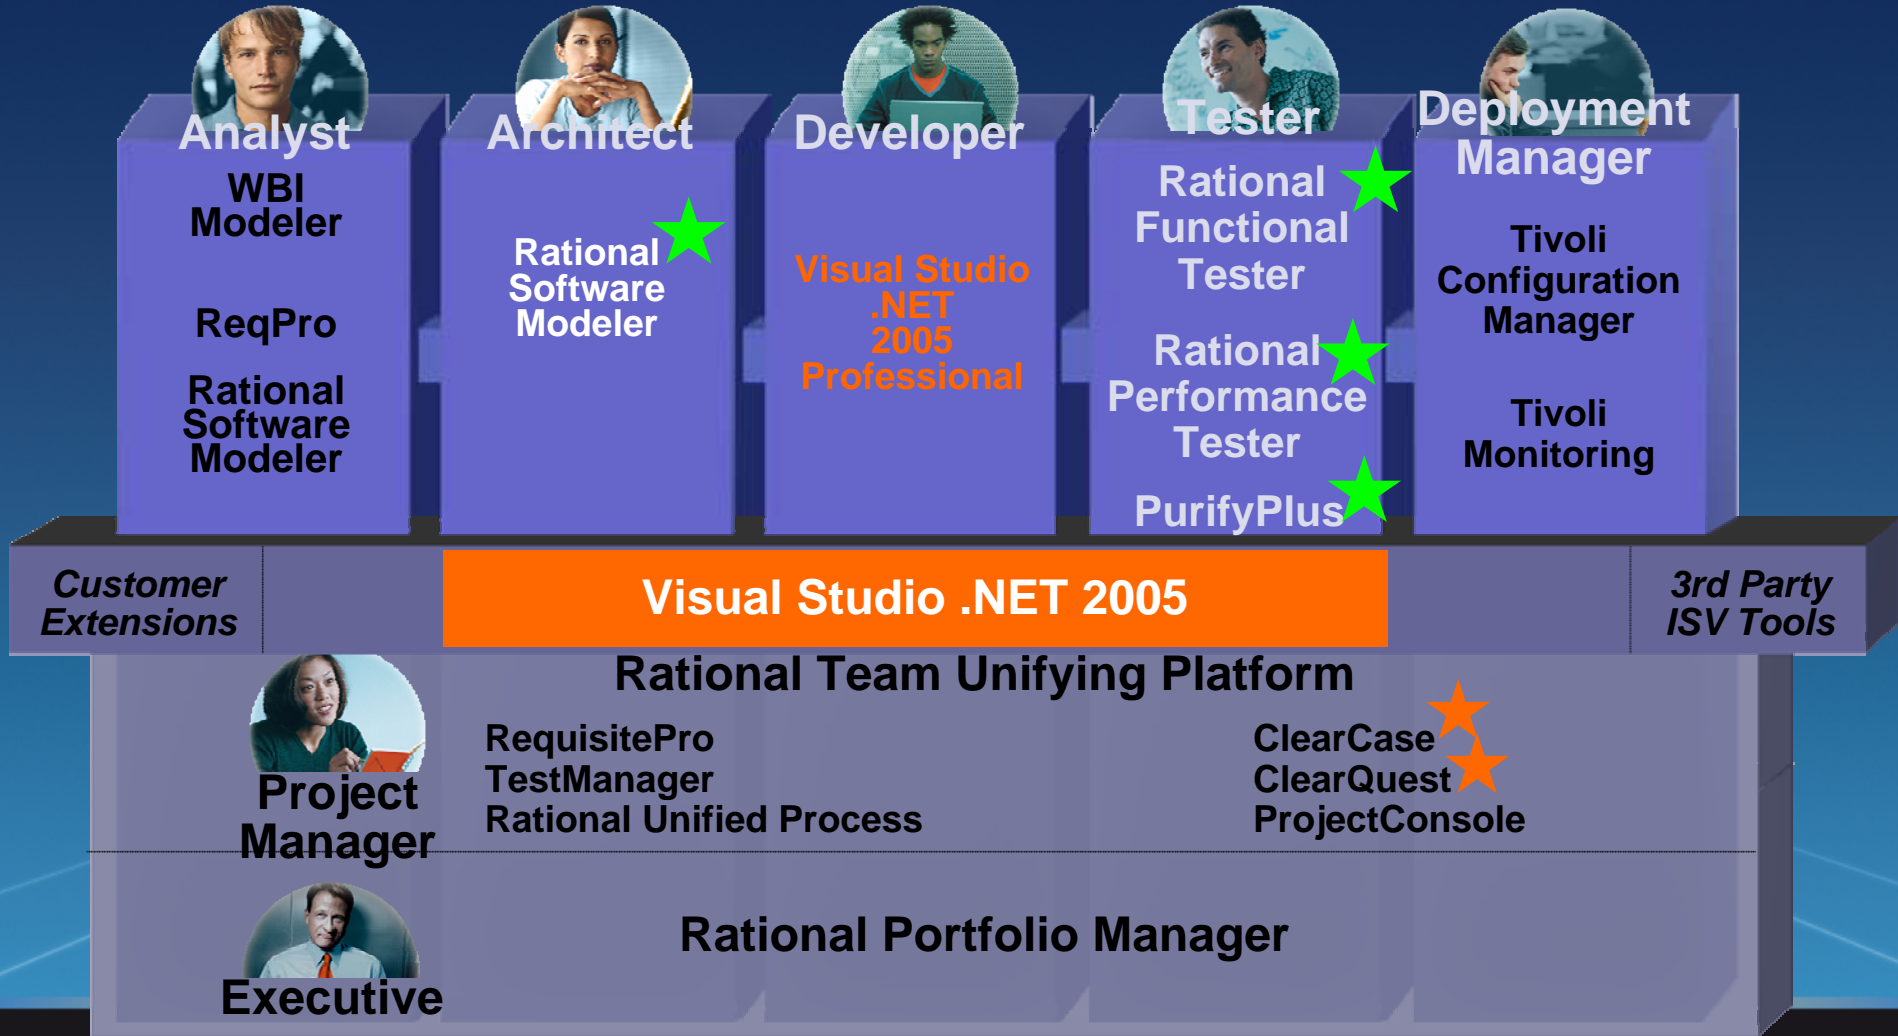 Analyst
WBI
Modeler
ReqPro
Rational
Software
Modeler
Architect
Rational
Software
Modeler
Developer
Visual Studio
.NET
2005
Professional
Tester
Rational
Functional
Tester
Rational
Performance
Tester
PurifyPlus
Deployment
Manager
Tivoli
Configuration
Manager
Tivoli
Monitoring
Customer
Extensions
Visual Studio .NET 2005
3rd Party
ISV Tools
Rational Team Unifying Platform
Project
Manager
RequisitePro
TestManager
Rational Unified Process
ClearCase
ClearQuest
ProjectConsole
Executive
Rational Portfolio Manager